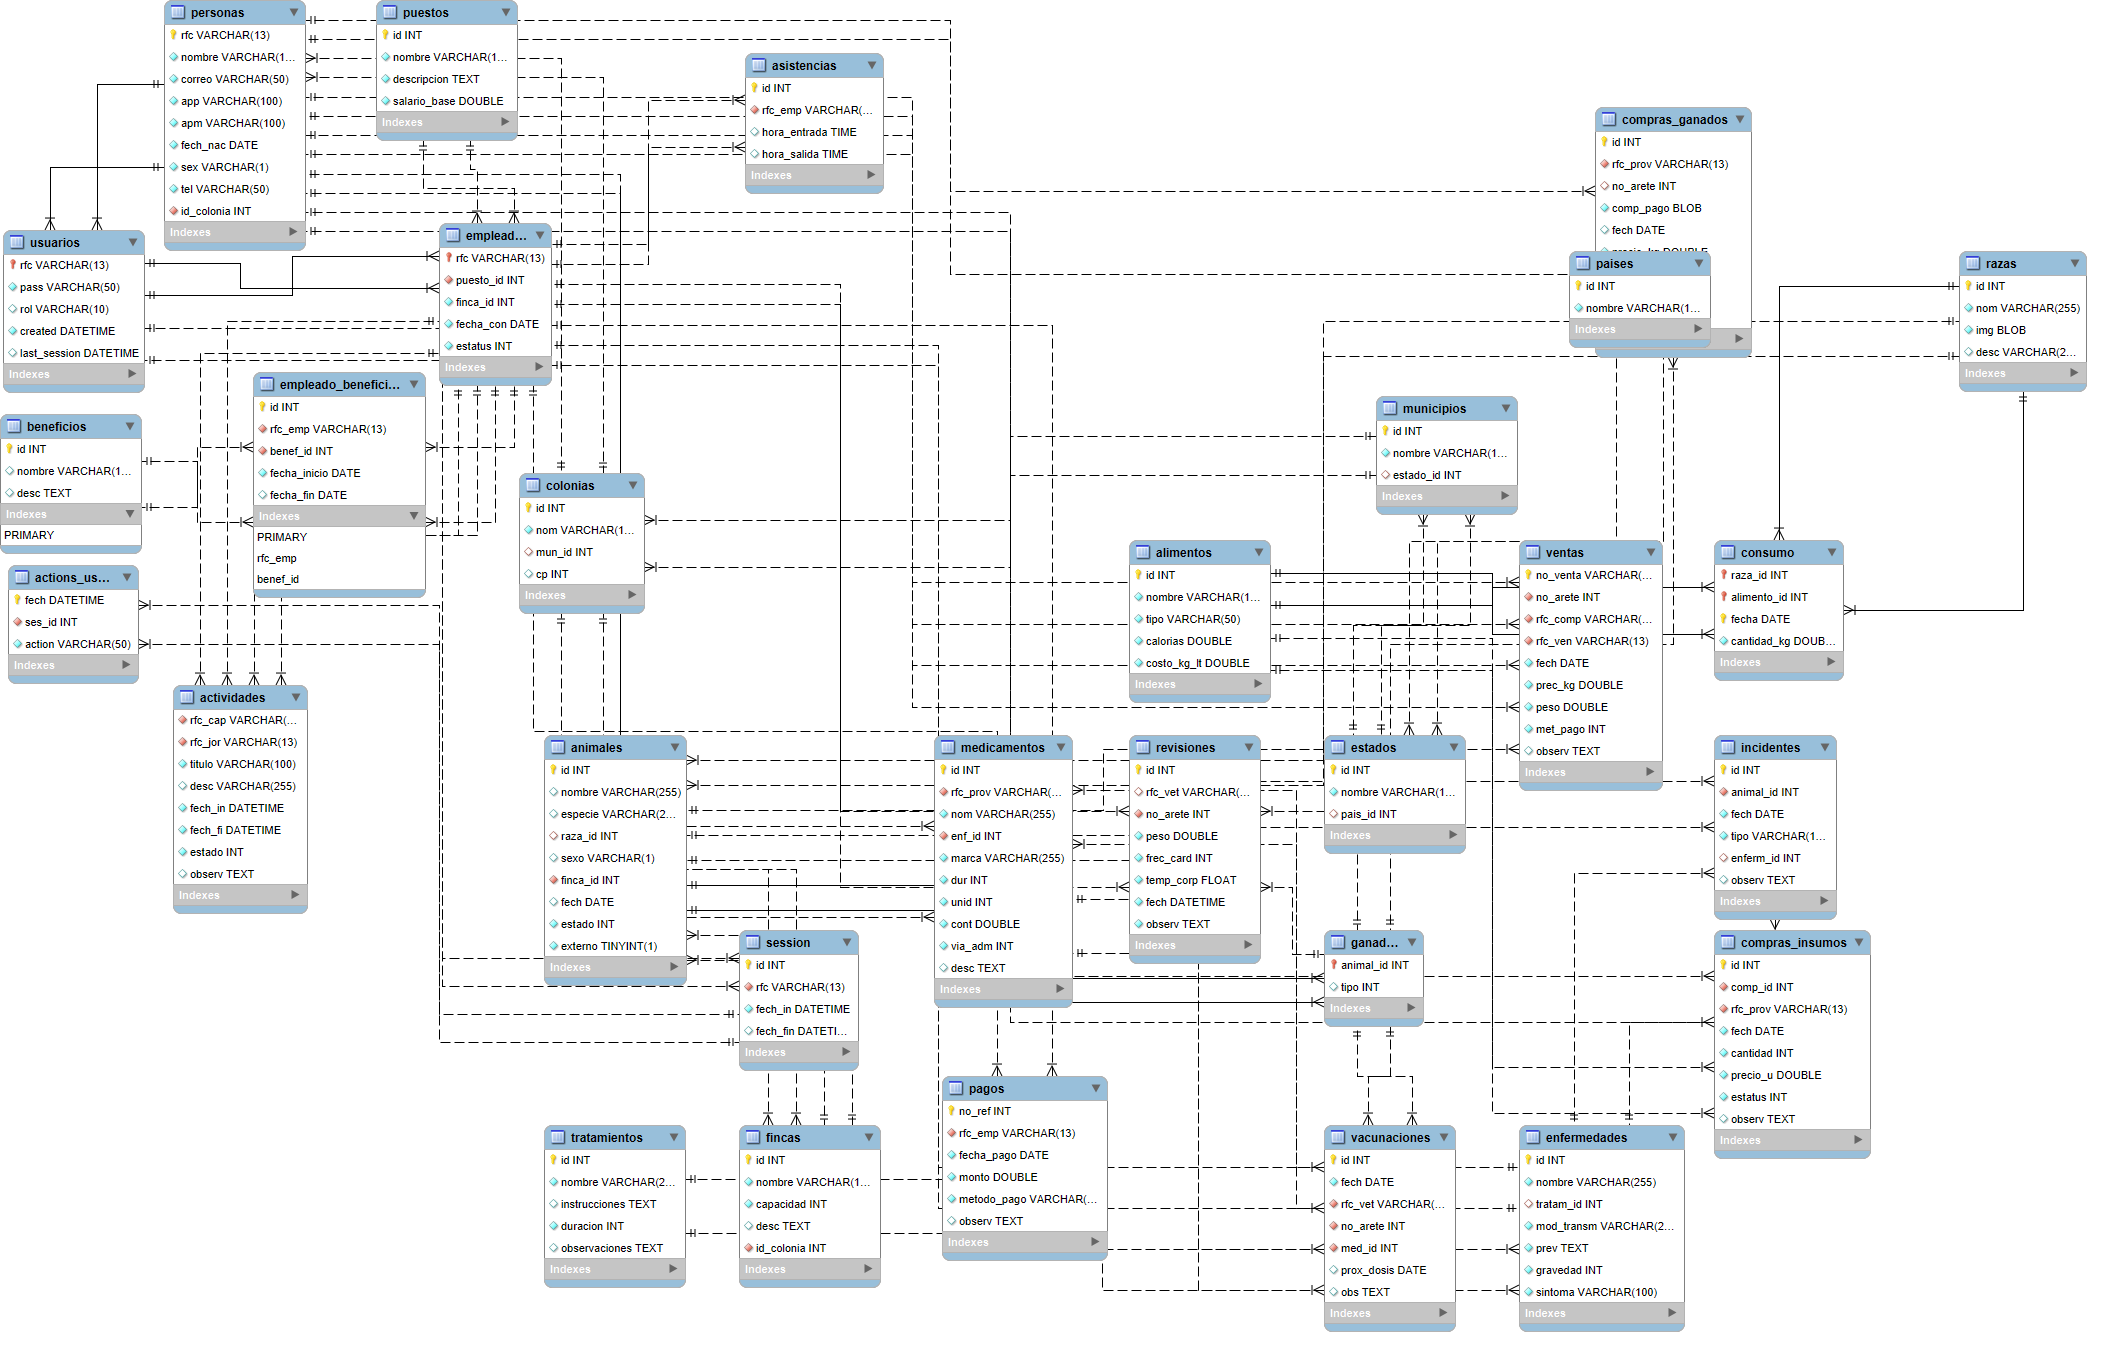 personas
rfc VARCHAR(13)
nombre VARCHAR(1...
correo VARCHAR(50)
app VARCHAR(100)
apm VARCHAR(100)
fech_nac DATE
sex VARCHAR(1)
tel VARCHAR(50)
id_colonia INT
Indexes
puestos
id INT
nombre VARCHAR(1...
descripcion TEXT
salario_base DOUBLE
Indexes
asistencias
id INT
rfc_emp VARCHAR(...
hora_entrada TIME
hora_salida TIME
Indexes
compras_ganados
id INT
rfc_prov VARCHAR(13)
no_arete INT
comp_pago BLOB
fech DATE
paises
id INT
nombre VARCHAR(1...
Indexes
razas
id INT
nom VARCHAR(255)
img BLOB
desc VARCHAR(2...
Indexes
usuarios
rfc VARCHAR(13)
pass VARCHAR(50)
rol VARCHAR(10)
created DATETIME
last_session DATETIME
Indexes
emplead...
rfc VARCHAR(13)
puesto_id INT
finca_id INT
fecha_con DATE
estatus INT
Indexes
empleado_benefici...
id INT
rfc_emp VARCHAR(13)
benef_id INT
fecha_inicio DATE
fecha_fin DATE
Indexes
PRIMARY
rfc_emp
benef_id
beneficios
id INT
nombre VARCHAR(1...
desc TEXT
Indexes
PRIMARY
municipios
id INT
nombre VARCHAR(1...
estado_id INT
Indexes
colonias
id INT
nom VARCHAR(1...
mun_id INT
cp INT
Indexes
actions_us...
fech DATETIME
ses_id INT
action VARCHAR(50)
Indexes
alimentos
id INT
nombre VARCHAR(1...
tipo VARCHAR(50)
calorias DOUBLE
costo_kg_lt DOUBLE
Indexes
ventas
no_venta VARCHAR(...
no_arete INT
rfc_comp VARCHAR(...
rfc_ven VARCHAR(13)
fech DATE
prec_kg DOUBLE
peso DOUBLE
met_pago INT
observ TEXT
Indexes
consumo
raza_id INT
alimento_id INT
fecha DATE
cantidad_kg DOUB...
Indexes
actividades
rfc_cap VARCHAR(...
rfc_jor VARCHAR(13)
titulo VARCHAR(100)
desc VARCHAR(255)
fech_in DATETIME
fech_fi DATETIME
estado INT
observ TEXT
Indexes
animales
id INT
nombre VARCHAR(255)
especie VARCHAR(2...
raza_id INT
sexo VARCHAR(1)
finca_id INT
fech DATE
estado INT
externo TINYINT(1)
Indexes
medicamentos
id INT
rfc_prov VARCHAR(...
nom VARCHAR(255)
enf_id INT
marca VARCHAR(255)
dur INT
unid INT
cont DOUBLE
via_adm INT
desc TEXT
Indexes
revisiones
id INT
rfc_vet VARCHAR(...
no_arete INT
peso DOUBLE
frec_card INT
temp_corp FLOAT
fech DATETIME
observ TEXT
Indexes
estados
id INT
nombre VARCHAR(1...
pais_id INT
Indexes
incidentes
id INT
animal_id INT
fech DATE
tipo VARCHAR(1...
enferm_id INT
observ TEXT
Indexes
session
id INT
rfc VARCHAR(13)
fech_in DATETIME
fech_fin DATETI...
Indexes
ganad...
animal_id INT
tipo INT
Indexes
compras_insumos
id INT
comp_id INT
rfc_prov VARCHAR(13)
fech DATE
cantidad INT
precio_u DOUBLE
estatus INT
observ TEXT
Indexes
pagos
no_ref INT
rfc_emp VARCHAR(13)
fecha_pago DATE
monto DOUBLE
metodo_pago VARCHAR(...
observ TEXT
Indexes
tratamientos
id INT
nombre VARCHAR(2...
instrucciones TEXT
duracion INT
observaciones TEXT
Indexes
fincas
id INT
nombre VARCHAR(1...
capacidad INT
desc TEXT
id_colonia INT
Indexes
vacunaciones
id INT
fech DATE
rfc_vet VARCHAR(...
no_arete INT
med_id INT
prox_dosis DATE
obs TEXT
Indexes
enfermedades
id INT
nombre VARCHAR(255)
tratam_id INT
mod_transm VARCHAR(2...
prev TEXT
gravedad INT
sintoma VARCHAR(100)
Indexes